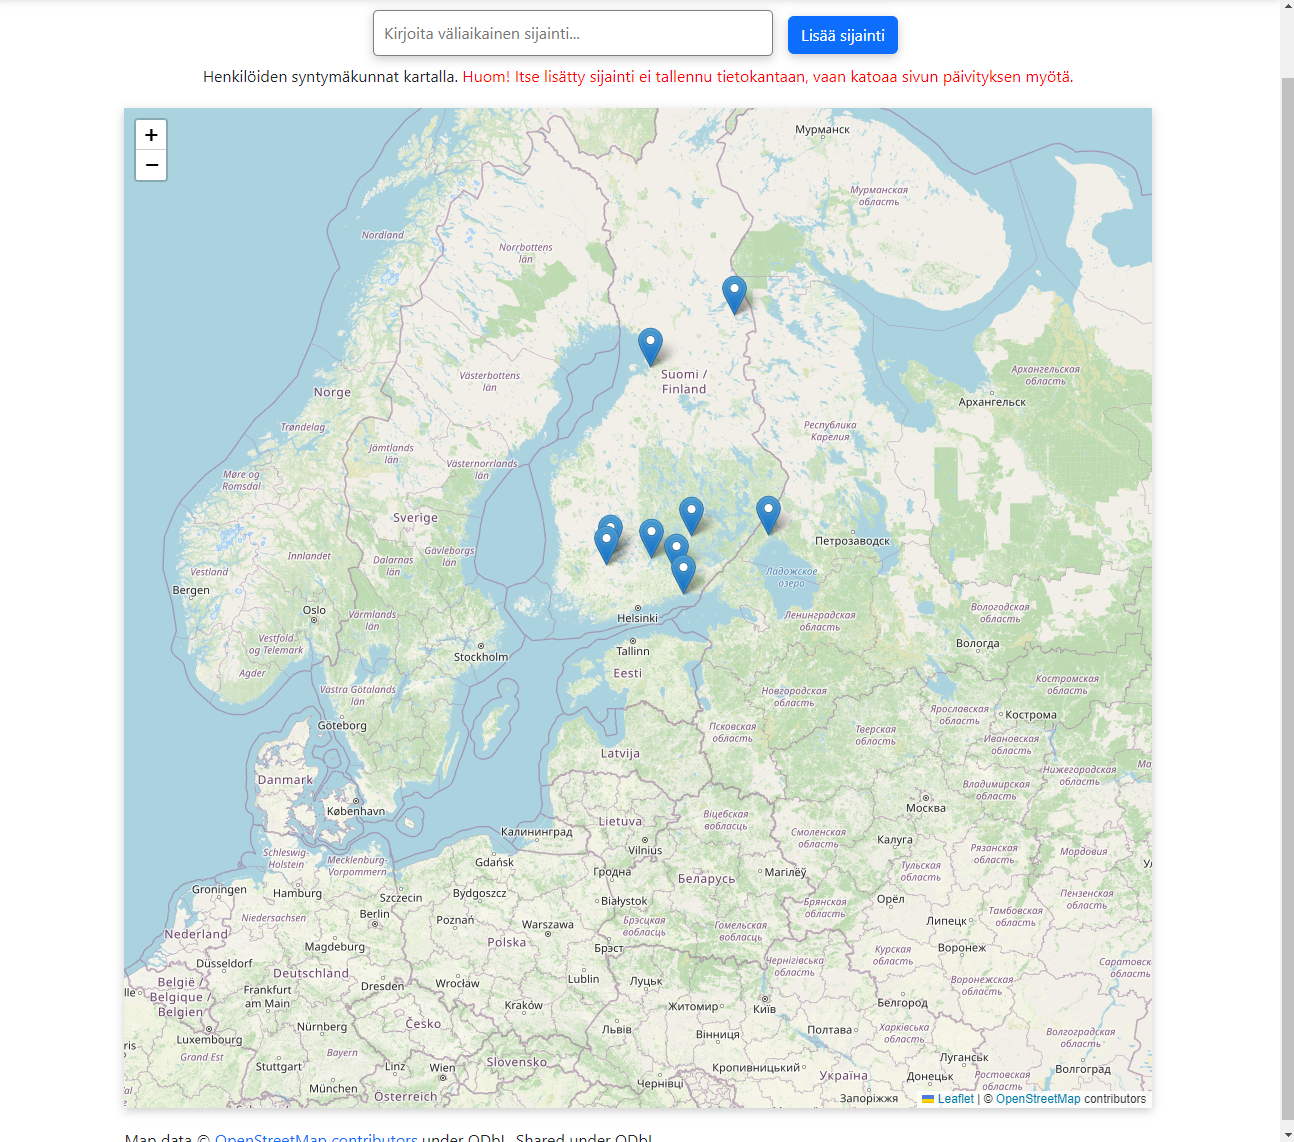 Kirjoita väliaikainen sijainti...
Lisää sijainti
Henkilöiden syntymäkunnat kartalla. Huom! Itse lisätty sijainti ei tallennu tietokantaan, vaan katoaa sivun päivityksen myötä.
+
−
Мурманск
Мурманская
область
Nordland
Norrbottens
län
Suomi /
Finland
Västerbottens
län
Архангельская
область
Norge
Архангельск
Trøndelag
Республика
Карелия
Jämtlands
län
Västernorrlands
län
Møre og
Romsdal
Sverige
Петрозаводск
Gävleborgs
län
Innlandet
Dalarnas
län
Vestland
Ладожское
озеро
Bergen
Oslo
Värmlands
län
Helsinki
Ленинградская
область
Вологодская
область
Vestfold
og Telemark
Stockholm
Tallinn
Вологда
Agder
Eesti
Västra Götalands
län
Новгородская
область
Костромская
область
Göteborg
Псковская
область
Ярославская
область
Кострома
Тверская
область
Ивановская
область
Latvija
Danmark
Нижегородская
область
Ма
Владимирская
область
København
Москва
Lietuva
Віцебская
вобласць
Калининград
Смоленская
область
Калуга
Vilnius
Рязанская
область
Мордовия
Schleswig-
Holstein
Mecklenburg-
Vorpommern
Gdańsk
Гродна
Беларусь
Магілёў
Тульская
область
Ул
Groningen
Hamburg
Szczecin
Bydgoszcz
Białystok
Брянская
область
Орёл
Пензенская
область
Niedersachsen
Berlin
Poznań
Warszawa
Брэсцкая
вобласць
Гомельская
вобласць
Липецк
Тамбовская
область
Nederland
Magdeburg
Polska
Брэст
Курская
область
Воронеж
Düsseldorf
Deutschland
Lublin
Луцьк
Чернігівська
область
Саратовск
область
België /
Belgique /
Belgien
lle
Frankfurt
am Main
Dresden
Wrocław
Воронежская
область
Kraków
Житомир
Київ
Белгород
Nürnberg
Česko
Львів
Вінниця
Полтава
Харківська
область
Волгоградская
область
Luxembourg
ris
Grand Est
Bayern
Stuttgart
Linz
Wien
Slovensko
Кропивницький
Україна
Луганськ
Донецьк
Волгоград
Ростовская
область
München
Österreich
Чернівці
Запоріжжя
Leaflet | © OpenStreetMap contributors
Map data © OpenStreetMap contributors under ODbL. Shared under ODbL.